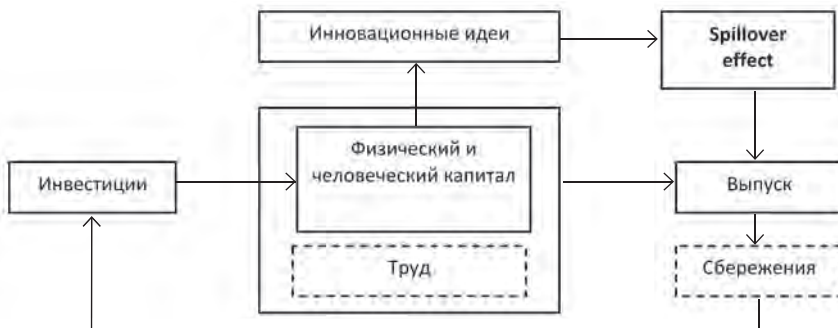 Инновационные идеи
Spillover
effect
Физический и
человеческий капитал
Инвестиции
Выпуск
Труд
Сбережения